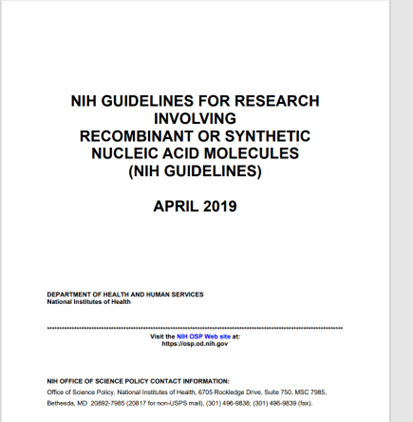 NIH GUIDELINES FOR RESEARCH
INVOLVING
RECOMBINANT OR SYNTHETIC
NUCLEIC ACID MOLECULES
(NIH GUIDELINES)
APRIL 2019
DEPARTMENT OF HEALTH AND HUMAN SERVICES
National Institutes of Health
Visit the NIH OSP Web site at:
https://osp.od.nih.gov
NIH OFFICE OF SCIENCE POLICY CONTACT INFORMATION:
Office of Science Policy, National Institutes of Health, 6705 Rockledge Drive, Suite 750, MSC 7985,
Bethesda, MD 20892-7985 (20817 for non-USPS mail), (301) 496-9838; (301) 496-9839 (fax).